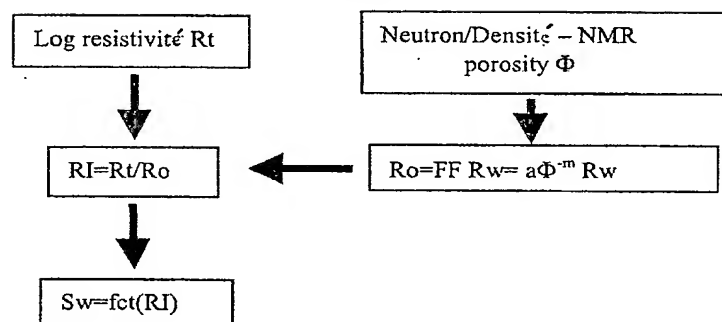 Log resistivité Rt
Neutron/Densité – NMR
porosity Φ
RI=Rt/Ro
Ro=FF Rw= aΦ⁻ᵐ Rw
Sw=fct(RI)